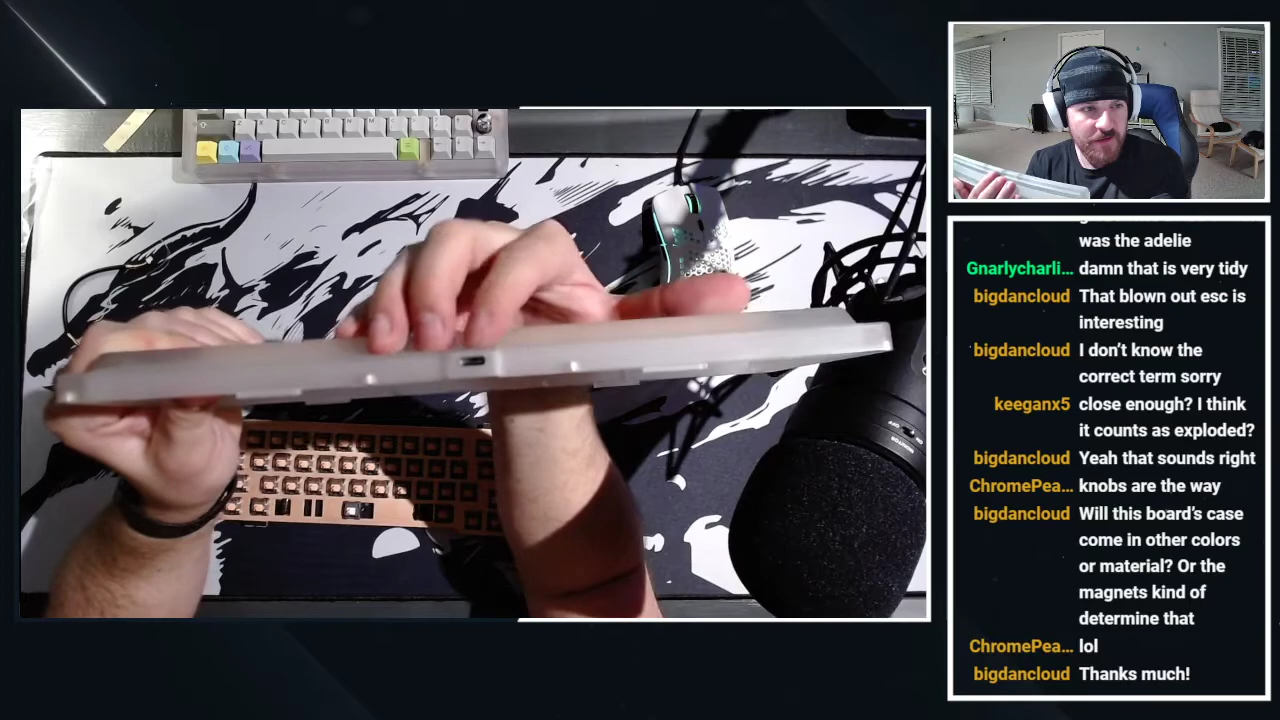 was the adelie
Gnarlycharli... damn that is very tidy
bigdancloud That blown out esc is
interesting
bigdancloud I don't know the
correct term sorry
keeganx5 close enough? I think
it counts as exploded?
bigdancloud Yeah that sounds right
ChromePea... knobs are the way
bigdancloud Will this board's case
come in other colors
or material? Or the
magnets kind of
determine that
ChromePea... lol
bigdancloud Thanks much!